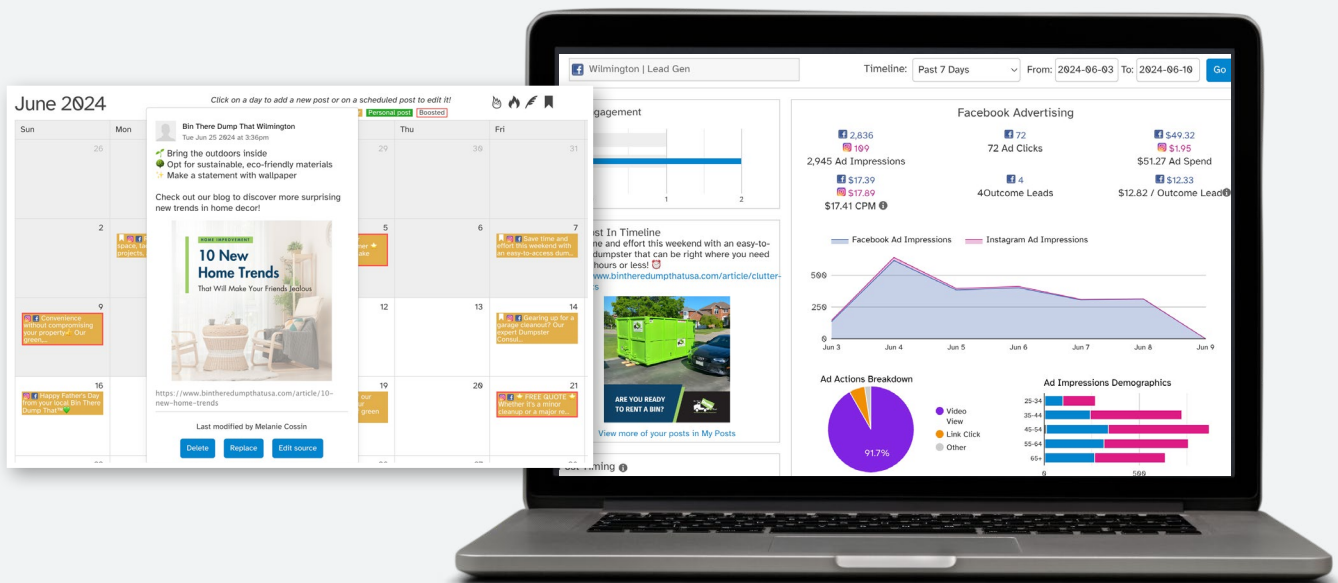 June 2024
Click on a day to add a new post or on a scheduled post to edit it!
Personal post
Boosted
Sun
Mon
Thu
Fri
26
29
30
31
2
5
6
7
space,
projects,
Save time and
effort this weekend with
an easy-to-access dum...
9
12
13
14
Convenience
without compromising
your property
Our
green,...
Gearing up for a
garage cleanout? Our
expert Dumpster
Consul...
16
19
20
21
Happy Father's Day
from your local Bin There
Dump That™
our
green
FREE QUOTE
Whether it's a minor
cleanup or a major re...
Bin There Dump That Wilmington
Tue Jun 25 2024 at 3:36pm
Bring the outdoors inside
Opt for sustainable, eco-friendly materials
Make a statement with wallpaper
Check out our blog to discover more surprising
new trends in home decor!
HOME IMPROVEMENT
10 New
Home Trends
That Will Make Your Friends Jealous
https://www.bintheredumpthatusa.com/article/10-
new-home-trends
Last modified by Melanie Cossin
Delete
Replace
Edit source
Wilmington | Lead Gen
Timeline:
Past 7 Days
From: 2024-06-03 To: 2024-06-10
Go
gagement
1
2
st In Timeline
me and effort this weekend with an easy-to-
dumpster that can be right where you need
hours or less!
www.bintheredumpthatusa.com/article/clutter-
ARE YOU READY
TO RENT A BIN?
View more of your posts in My Posts
Timing
Facebook Advertising
2,836
109
2,945 Ad Impressions
72
72 Ad Clicks
$49.32
$1.95
$51.27 Ad Spend
$17.39
$17.89
$17.41 CPM
4
4Outcome Leads
$12.33
$12.82 / Outcome Lead
Facebook Ad Impressions
Instagram Ad Impressions
500
250
0
Jun 3
Jun 4
Jun 5
Jun 6
Jun 7
Jun 8
Jun 9
Ad Actions Breakdown
91.7%
Video
View
Link Click
Other
Ad Impressions Demographics
25-34
35-44
45-54
55-64
65+
0
500